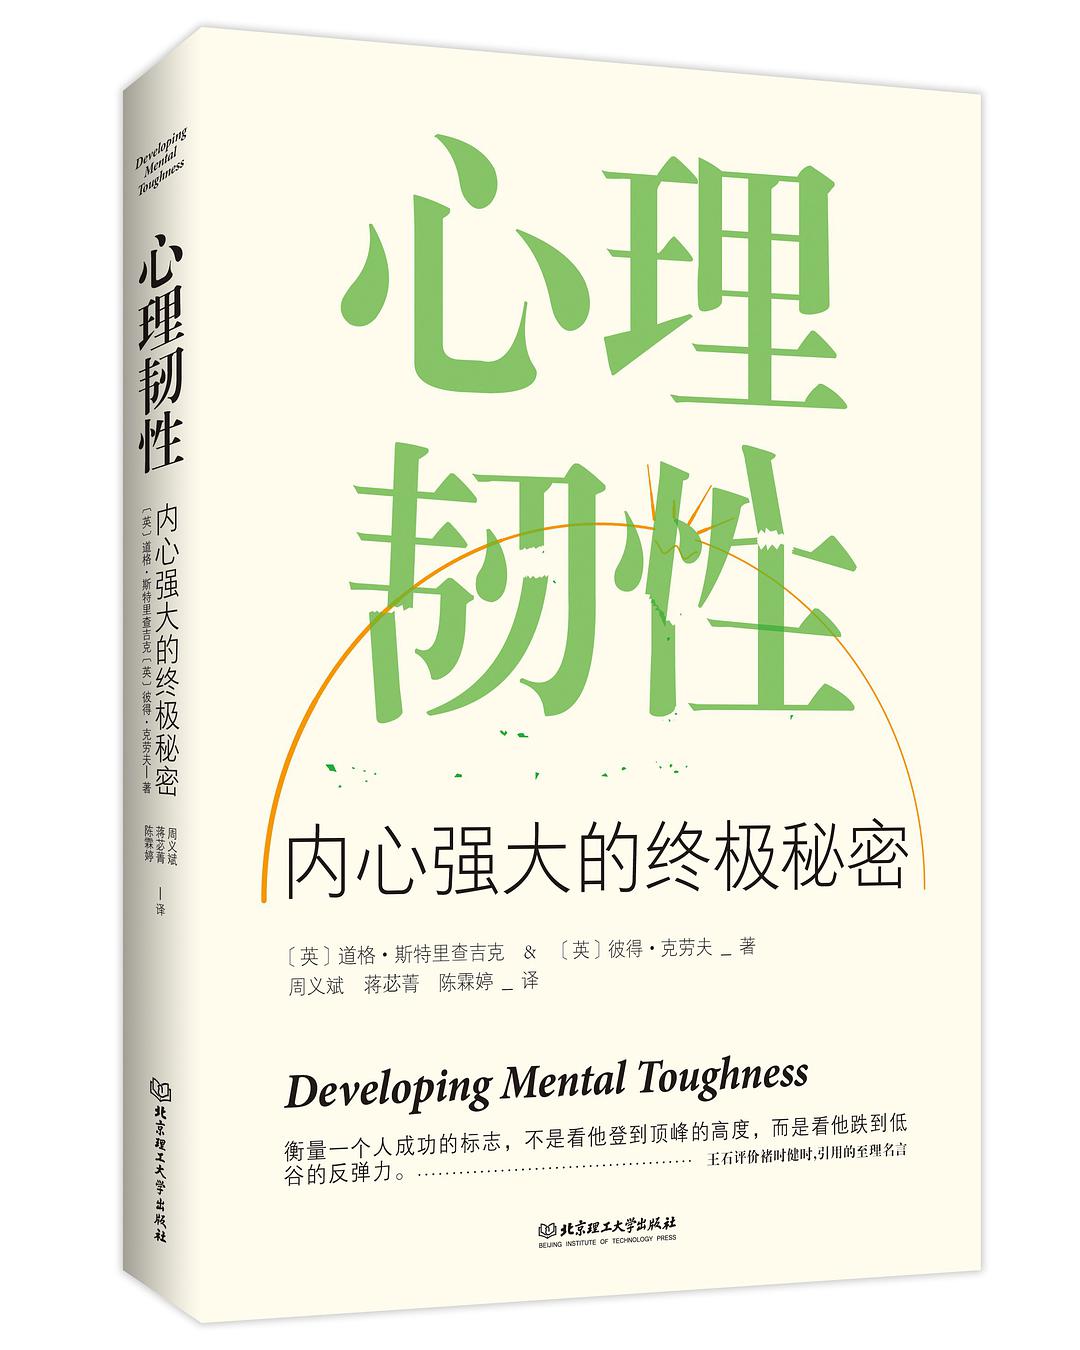 心理
韧性
内心强大的终极秘密
〔英〕道格·斯特里查吉克 & 〔英〕彼得·克劳夫 _ 著
周义斌 蒋苾菁 陈霖婷 _ 译
Developing Mental Toughness
衡量一个人成功的标志，不是看他登到顶峰的高度，而是看他跌到低
谷的反弹力。…………………………………… 王石评价褚时健时,引用的至理名言
北京理工大学出版社
BEIJING INSTITUTE OF TECHNOLOGY PRESS
Developing
Mental
Toughness
心理韧性
内心强大的终极秘密
〔英〕道格·斯特里查吉克〔英〕彼得·克劳夫—著
周义斌
蒋苾菁
陈霖婷
—译
北京理工大学出版社